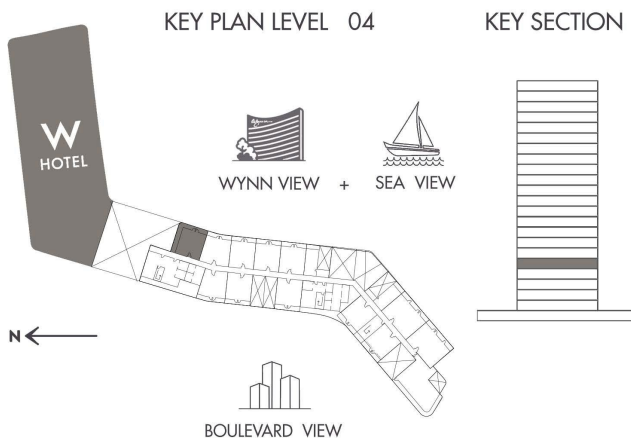 KEY PLAN LEVEL 04
KEY SECTION
W
HOTEL
WYNN VIEW + SEA VIEW
N
BOULEVARD VIEW